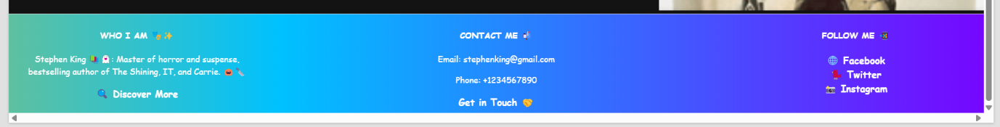 WHO I AM 🎭✨
Stephen King 📚👻: Master of horror and suspense,
bestselling author of The Shining, IT, and Carrie. 🎃🔪
🔍 Discover More
CONTACT ME 📬
Email: stephenking@gmail.com
Phone: +1234567890
Get in Touch 🤝
FOLLOW ME 📲
🌐 Facebook
Twitter
📸 Instagram